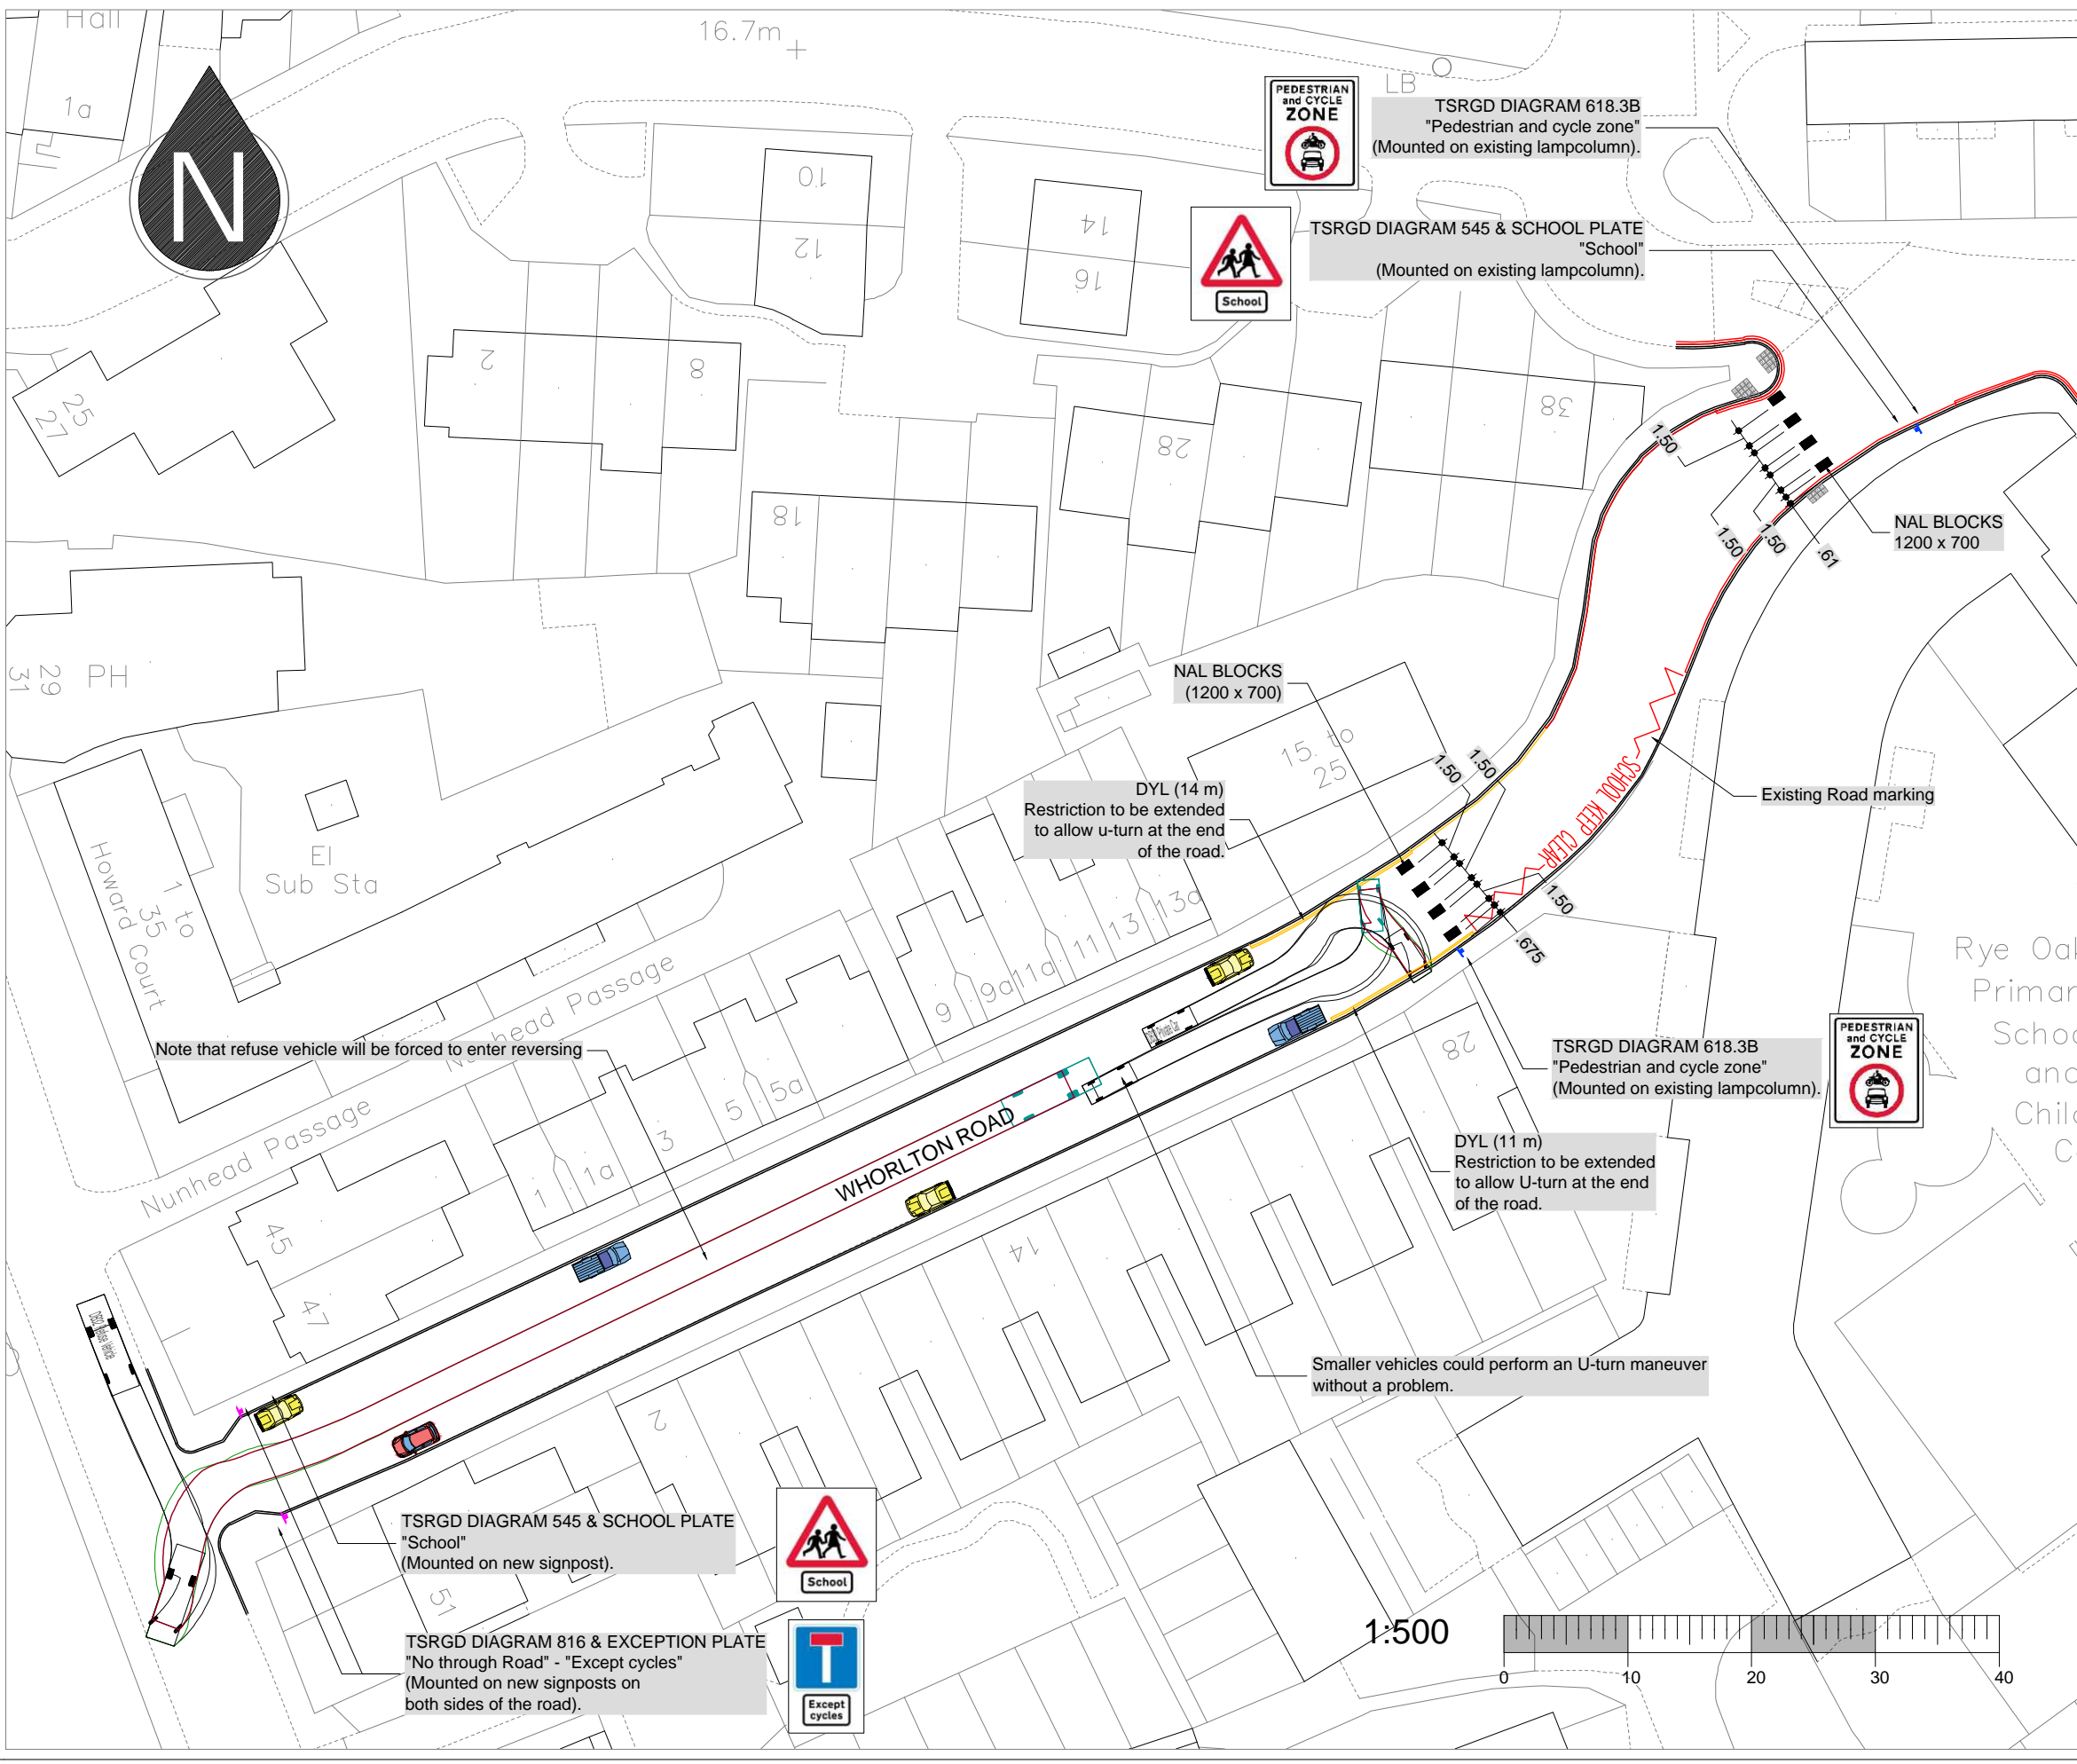 Hall
1a
N
16.7m
LB
PEDESTRIAN
and CYCLE
ZONE
TSRGD DIAGRAM 618.3B
"Pedestrian and cycle zone"
(Mounted on existing lampcolumn).
TSRGD DIAGRAM 545 & SCHOOL PLATE
"School"
(Mounted on existing lampcolumn).
School
10
12
14
16
25
27
2
8
28
38
18
1.50
1.50
1.50
.61
NAL BLOCKS
1200 x 700
29
31
PH
NAL BLOCKS
(1200 x 700)
15 to
25
1.50
1.50
SCHOOL KEEP CLEAR
Existing Road marking
DYL (14 m)
Restriction to be extended
to allow u-turn at the end
of the road.
El
Sub Sta
1 to
35
Howard Court
1.50
.675
9
9a
11a
11
13
13a
Nunhead Passage
Note that refuse vehicle will be forced to enter reversing
Nunhead Passage
1
1a
3
5
5a
WHORLTON ROAD
28
Rye Oak
Primar
Schoo
and
Chil
C
PEDESTRIAN
and CYCLE
ZONE
TSRGD DIAGRAM 618.3B
"Pedestrian and cycle zone"
(Mounted on existing lampcolumn).
DYL (11 m)
Restriction to be extended
to allow U-turn at the end
of the road.
45
47
14
2
51
Smaller vehicles could perform an U-turn maneuver
without a problem.
TSRGD DIAGRAM 545 & SCHOOL PLATE
"School"
(Mounted on new signpost).
School
TSRGD DIAGRAM 816 & EXCEPTION PLATE
"No through Road" - "Except cycles"
(Mounted on new signposts on
both sides of the road).
Except
cycles
1:500
0 10 20 30 40